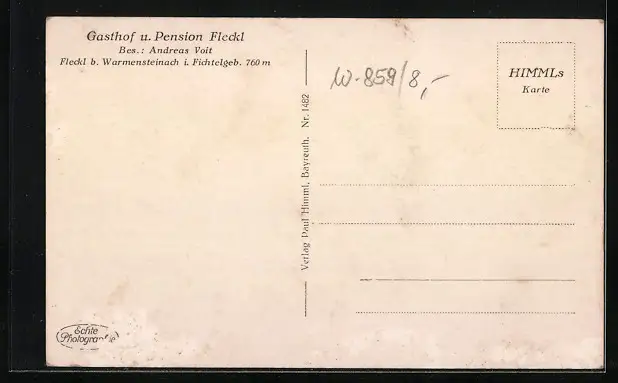 Gasthof u. Pension Fleckl
Bes.: Andreas Voit
Fleckl b. Warmensteinach i. Fichtelgeb. 760 m
W-859/8,-
HIMMLs
Karte
Verlag Paul Himml, Bayreuth. Nr. 1482
Echte
Photographie